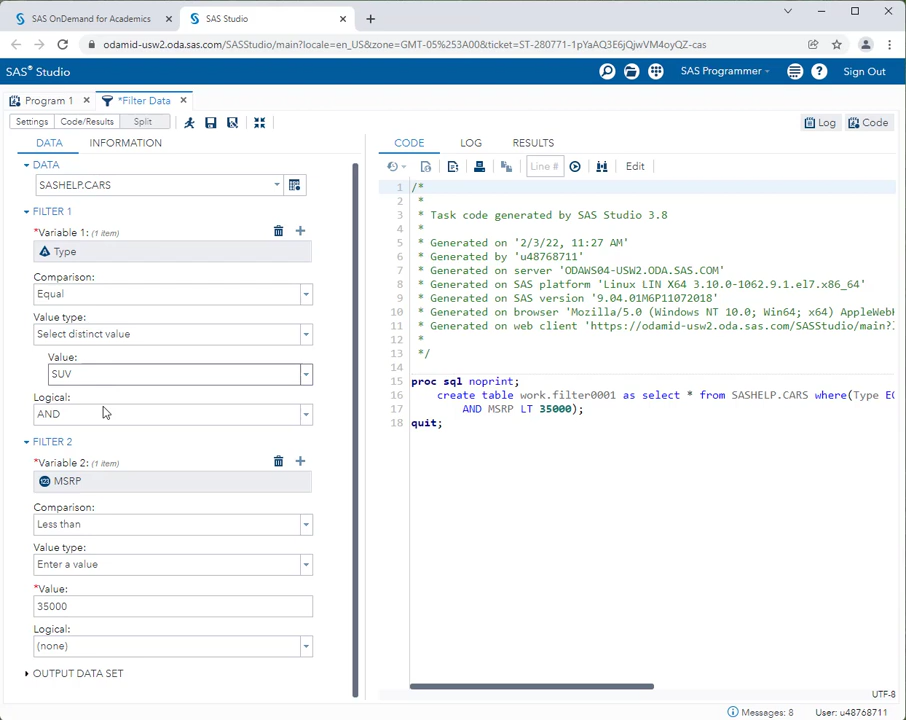 SAS OnDemand for Academics
SAS Studio
odamid-usw2.oda.sas.com/SASStudio/main?locale=en_US&zone=GMT-05%253A00&ticket=ST-280771-1pYaAQ3E6jQjwVM4oyQZ-cas
SAS® Studio
SAS Programmer
Sign Out
Program 1
*Filter Data
Settings
Code/Results
Split
Log
Code
DATA
INFORMATION
CODE
LOG
RESULTS
DATA
Line #
Edit
SASHELP.CARS
FILTER 1
*Variable 1: (1 item)
Type
Comparison:
Equal
Value type:
Select distinct value
Value:
SUV
Logical:
AND
FILTER 2
*Variable 2: (1 item)
MSRP
Comparison:
Less than
Value type:
Enter a value
*Value:
35000
Logical:
(none)
OUTPUT DATA SET
1 /*
2 *
3 * Task code generated by SAS Studio 3.8
4 *
5 * Generated on '2/3/22, 11:27 AM'
6 * Generated by 'u48768711'
7 * Generated on server 'ODAWS04-USW2.ODA.SAS.COM'
8 * Generated on SAS platform 'Linux LIN X64 3.10.0-1062.9.1.el7.x86_64'
9 * Generated on SAS version '9.04.01M6P11072018'
10 * Generated on browser 'Mozilla/5.0 (Windows NT 10.0; Win64; x64) AppleWebK
11 * Generated on web client 'https://odamid-usw2.oda.sas.com/SASStudio/main?
12 *
13 */
14
15 proc sql noprint;
16 create table work.filter0001 as select * from SASHELP.CARS where(Type EQ
17 AND MSRP LT 35000);
18 quit;
UTF-8
Messages: 8
User: u48768711